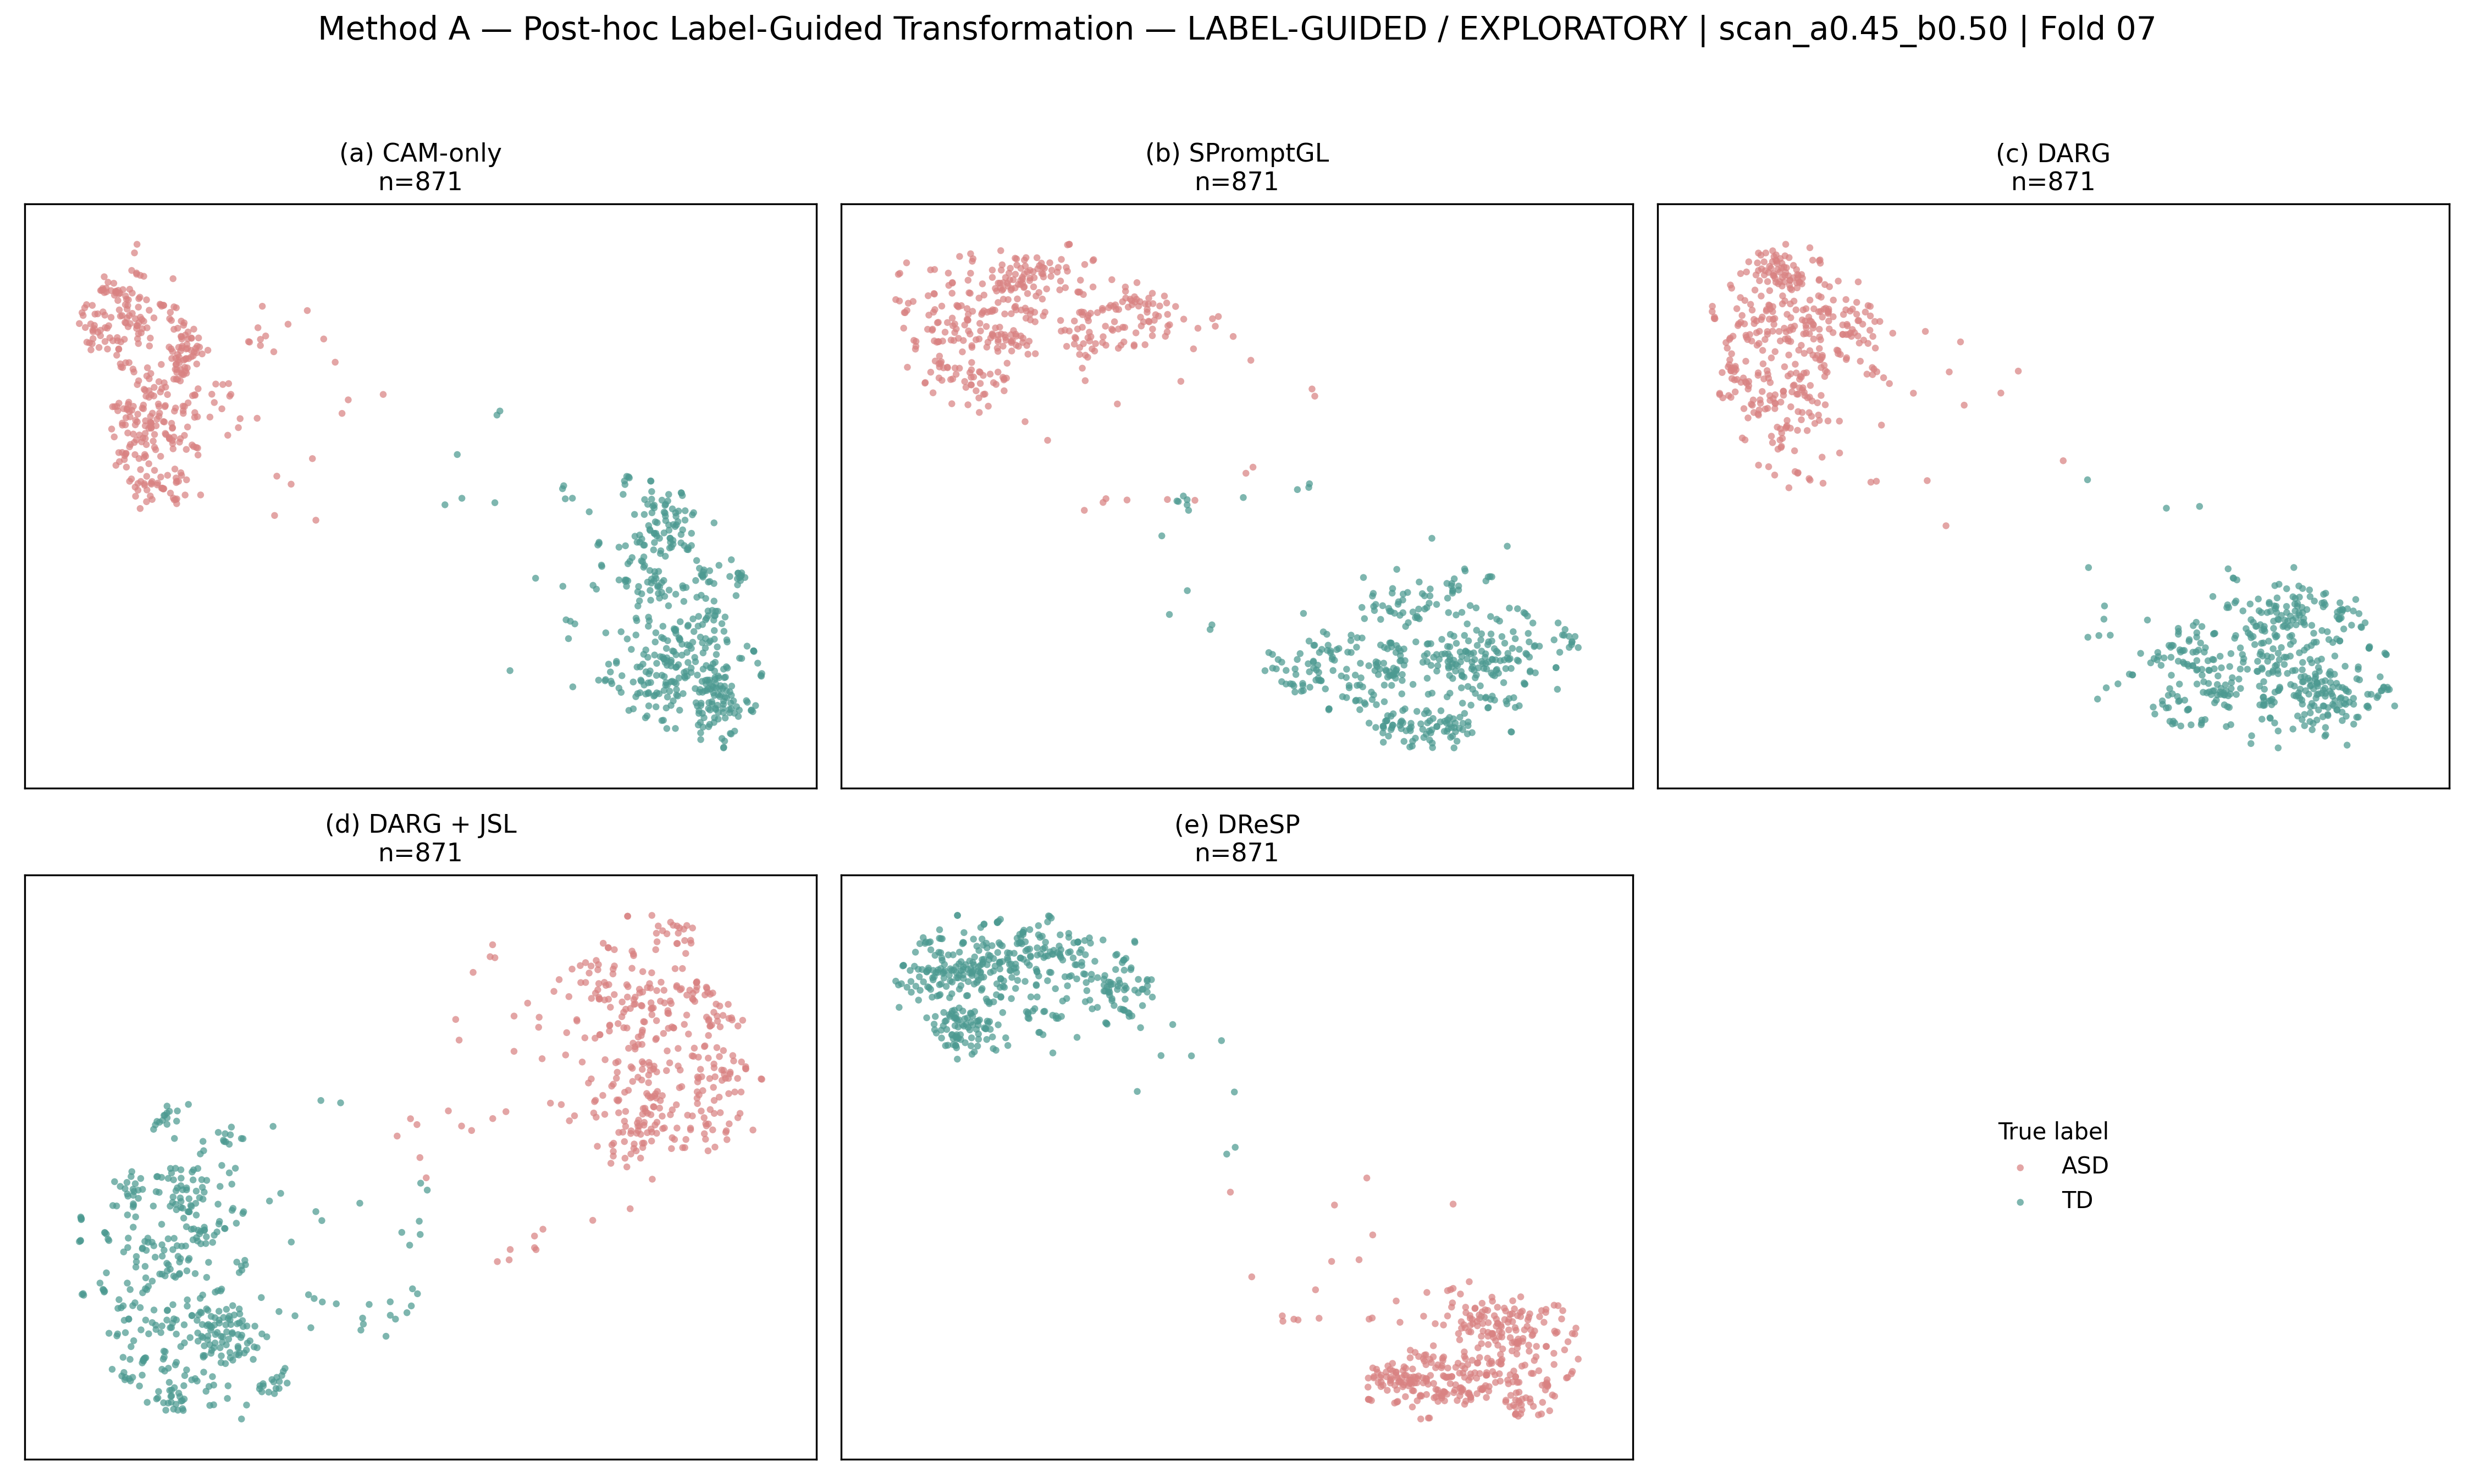 Method A — Post-hoc Label-Guided Transformation — LABEL-GUIDED / EXPLORATORY | scan_a0.45_b0.50 | Fold 07
(a) CAM-only
n=871
(b) SPromptGL
n=871
(c) DARG
n=871
(d) DARG + JSL
n=871
(e) DReSP
n=871
True label
ASD
TD